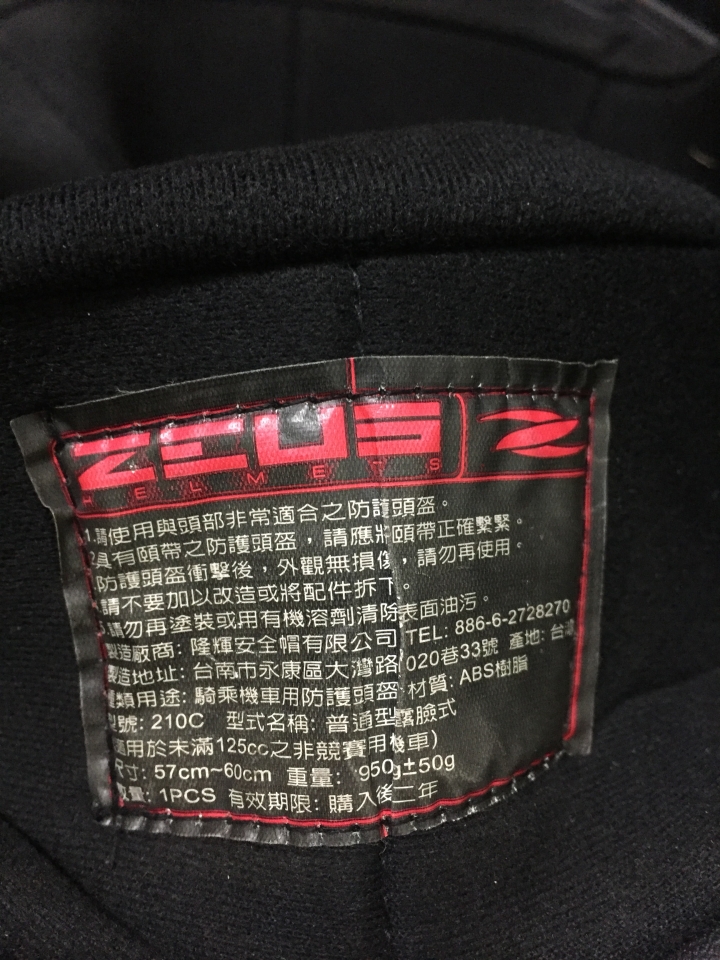 ZEUS Z
HELMETS
1.請使用與頭部非常適合之防護頭盔。
2.具有頤帶之防護頭盔，請應將頤帶正確繫緊。
防護頭盔衝擊後，外觀無損傷，請勿再使用。
請不要加以改造或將配件拆下。
請勿再塗裝或用有機溶劑清除表面油污。
製造廠商: 隆輝安全帽有限公司 TEL: 886-6-2728270
製造地址: 台南市永康區大灣路 020巷33號 產地: 台灣
種類用途: 騎乘機車用防護頭盔 材質: ABS樹脂
型號: 210C 型式名稱: 普通型露臉式
適用於未滿125cc之非競賽用機車)
尺寸: 57cm~60cm 重量: 950g±50g
數量: 1PCS 有效期限: 購入後二年